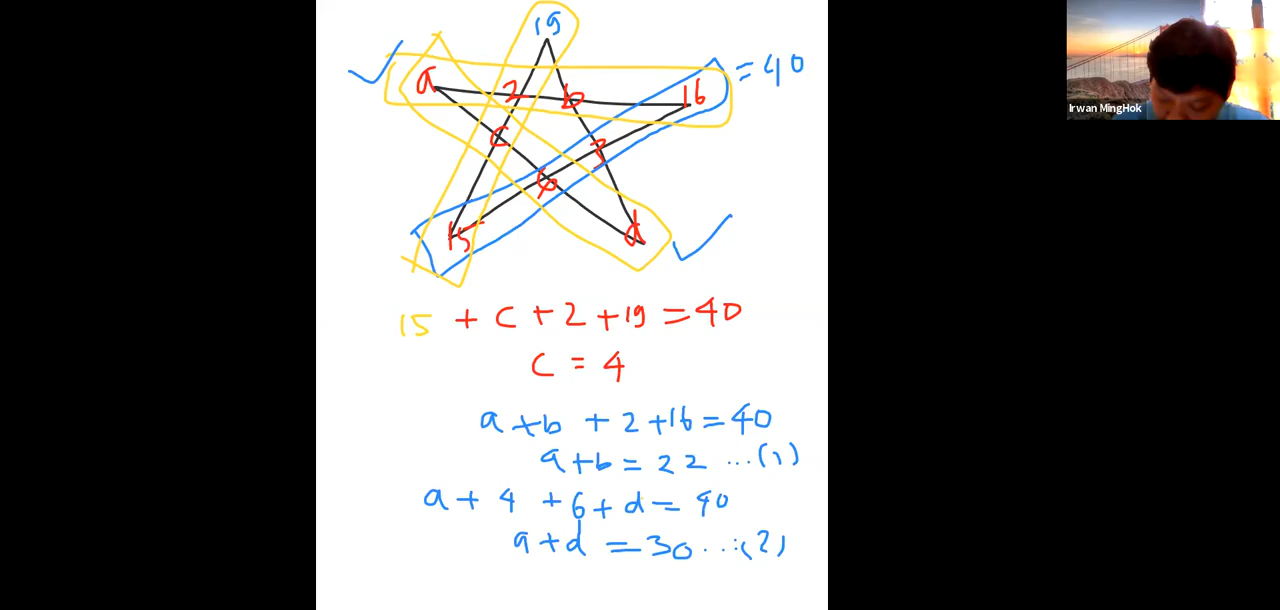 19
= 40
a 2 b 16
c 3
6
15 d
15 + c + 2 + 19 = 40
c = 4
a + b + 2 + 16 = 40
a + b = 22 ...(1)
a + 4 + 6 + d = 40
a + d = 30 ...(2)
Irwan MingHok